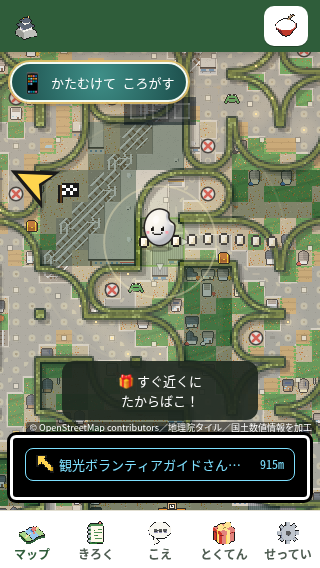 かたむけて ころがす
すぐ近くに
たからばこ！
© OpenStreetMap contributors／地理院タイル／国土数値情報を加工
観光ボランティアガイドさん… 915m
マップ きろく こえ とくてん せってい